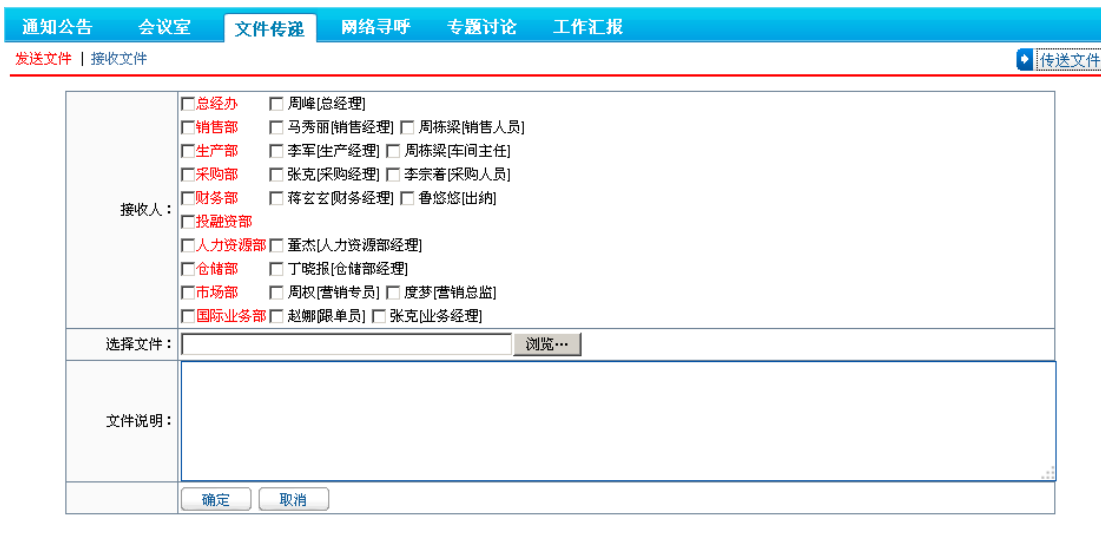 通知公告 会议室 文件传递 网络寻呼 专题讨论 工作汇报
发送文件 | 接收文件 传送文件
总经办 周峰[总经理]
销售部 马秀丽[销售经理] 周栋梁[销售人员]
生产部 李军[生产经理] 周栋梁[车间主任]
采购部 张克[采购经理] 李宗着[采购人员]
财务部 蒋玄玄[财务经理] 鲁悠悠[出纳]
接收人：
投融资部
人力资源部 董杰[人力资源部经理]
仓储部 丁晓报[仓储部经理]
市场部 周权[营销专员] 度梦[营销总监]
国际业务部 赵娜[跟单员] 张克[业务经理]
选择文件： 浏览…
文件说明：
确定 取消